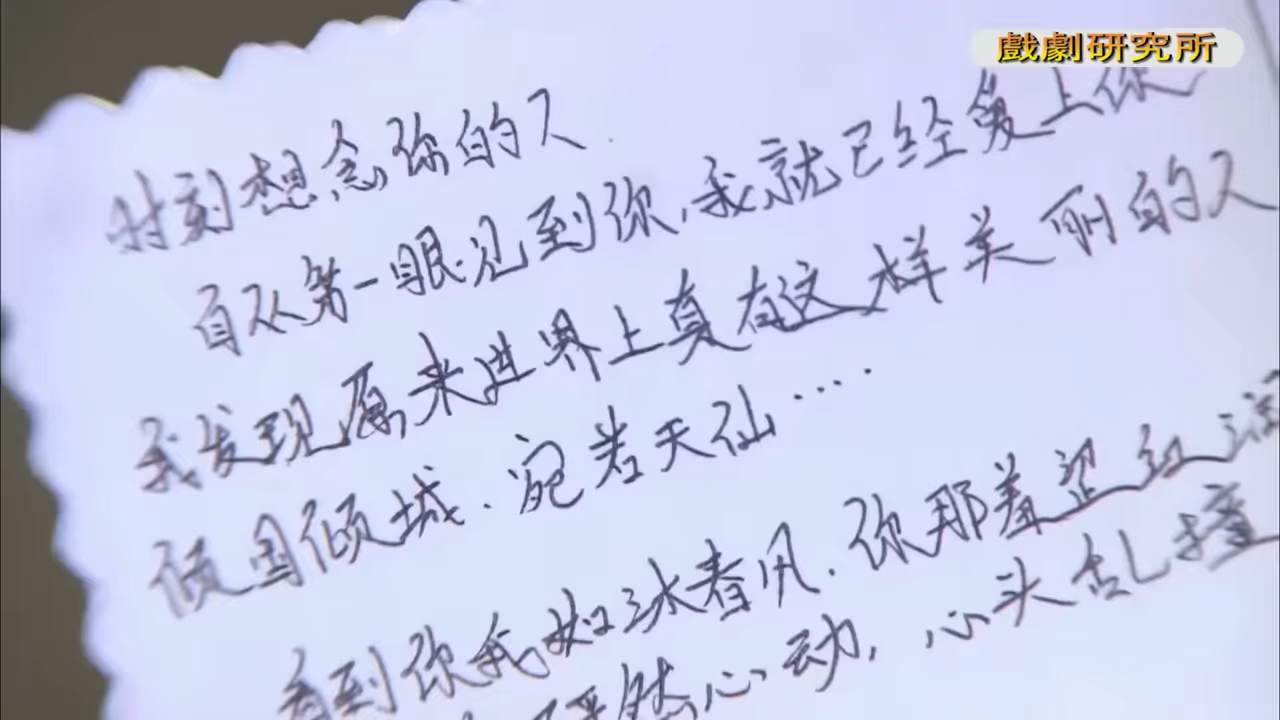 戲劇研究所
时刻想念你的人.
自从第一眼见到你,我就已经爱上你
我发现原来世界上真有这样美丽的人
倾国倾城、宛若天仙……
看到你我如沐春风.你那羞涩红润
怦然心动,心头乱撞